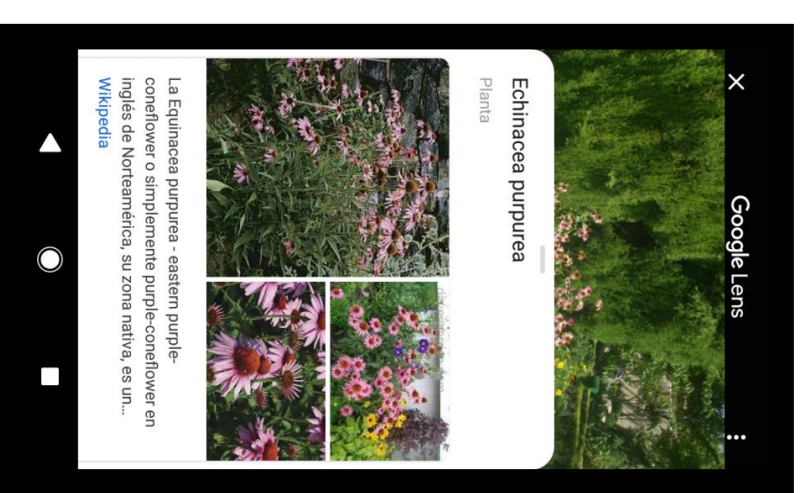 Google Lens
Echinacea purpurea
Planta
La Equinacea purpurea - eastern purple-
coneflower o simplemente purple-coneflower en
inglés de Norteamérica, su zona nativa, es un...
Wikipedia